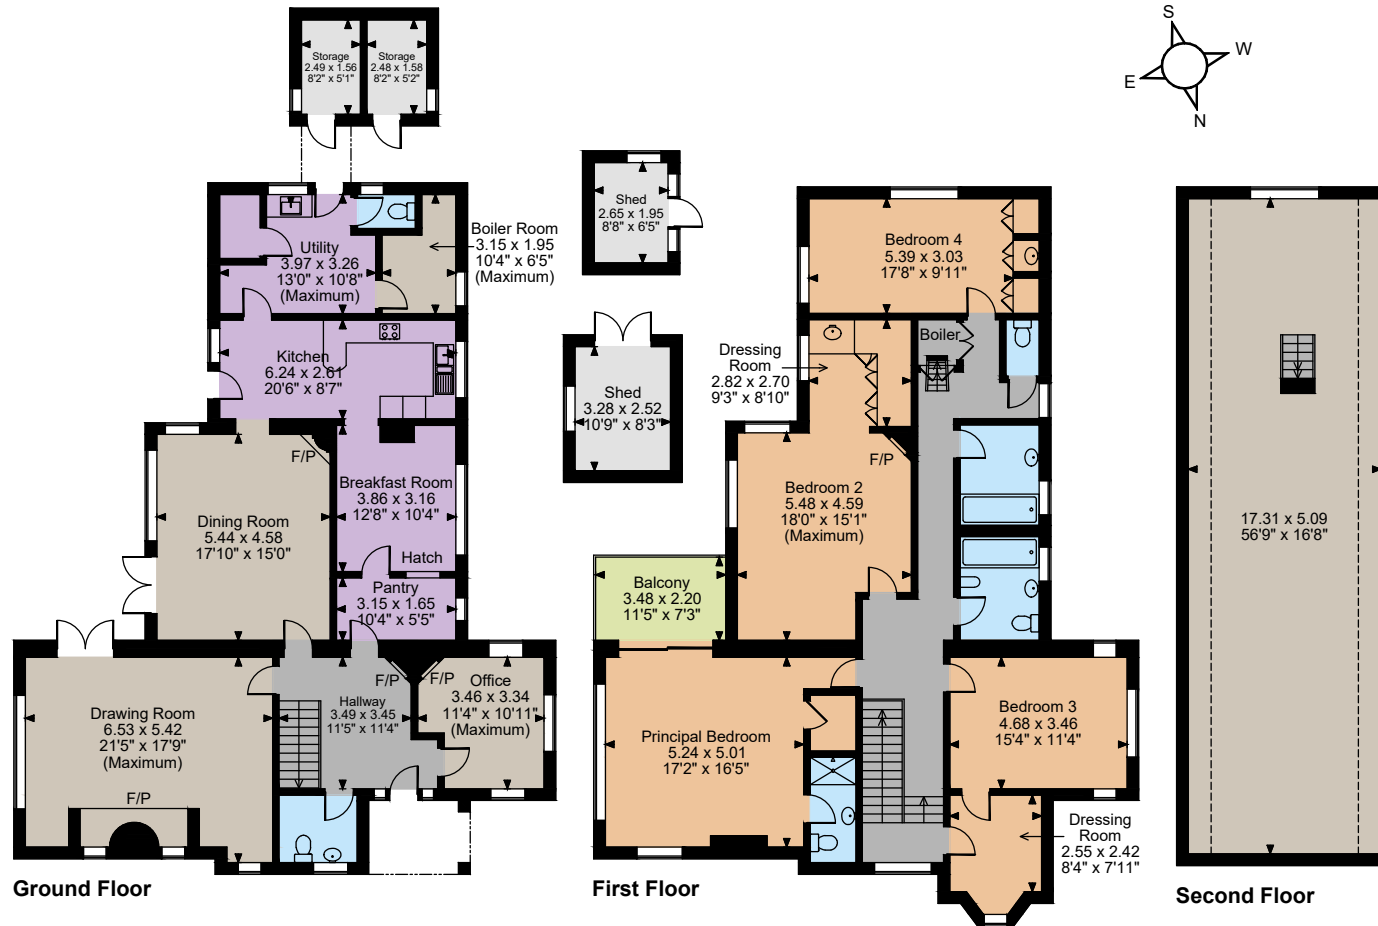 Storage
2.49 x 1.56
8'2" x 5'1"
Storage
2.48 x 1.58
8'2" x 5'2"
S
W
E
N
Shed
2.65 x 1.95
8'8" x 6'5"
Boiler Room
3.15 x 1.95
10'4" x 6'5"
(Maximum)
Utility
3.97 x 3.26
13'0" x 10'8"
(Maximum)
Kitchen
6.24 x 2.61
20'6" x 8'7"
Shed
3.28 x 2.52
10'9" x 8'3"
F/P
Breakfast Room
3.86 x 3.16
12'8" x 10'4"
Hatch
Dining Room
5.44 x 4.58
17'10" x 15'0"
Pantry
3.15 x 1.65
10'4" x 5'5"
F/P
F/P
Office
3.46 x 3.34
11'4" x 10'11"
(Maximum)
Hallway
3.49 x 3.45
11'5" x 11'4"
Drawing Room
6.53 x 5.42
21'5" x 17'9"
(Maximum)
F/P
Ground Floor
Bedroom 4
5.39 x 3.03
17'8" x 9'11"
Boiler
Dressing
Room
2.82 x 2.70
9'3" x 8'10"
F/P
Bedroom 2
5.48 x 4.59
18'0" x 15'1"
(Maximum)
Balcony
3.48 x 2.20
11'5" x 7'3"
Principal Bedroom
5.24 x 5.01
17'2" x 16'5"
Bedroom 3
4.68 x 3.46
15'4" x 11'4"
Dressing
Room
2.55 x 2.42
8'4" x 7'11"
First Floor
17.31 x 5.09
56'9" x 16'8"
Second Floor